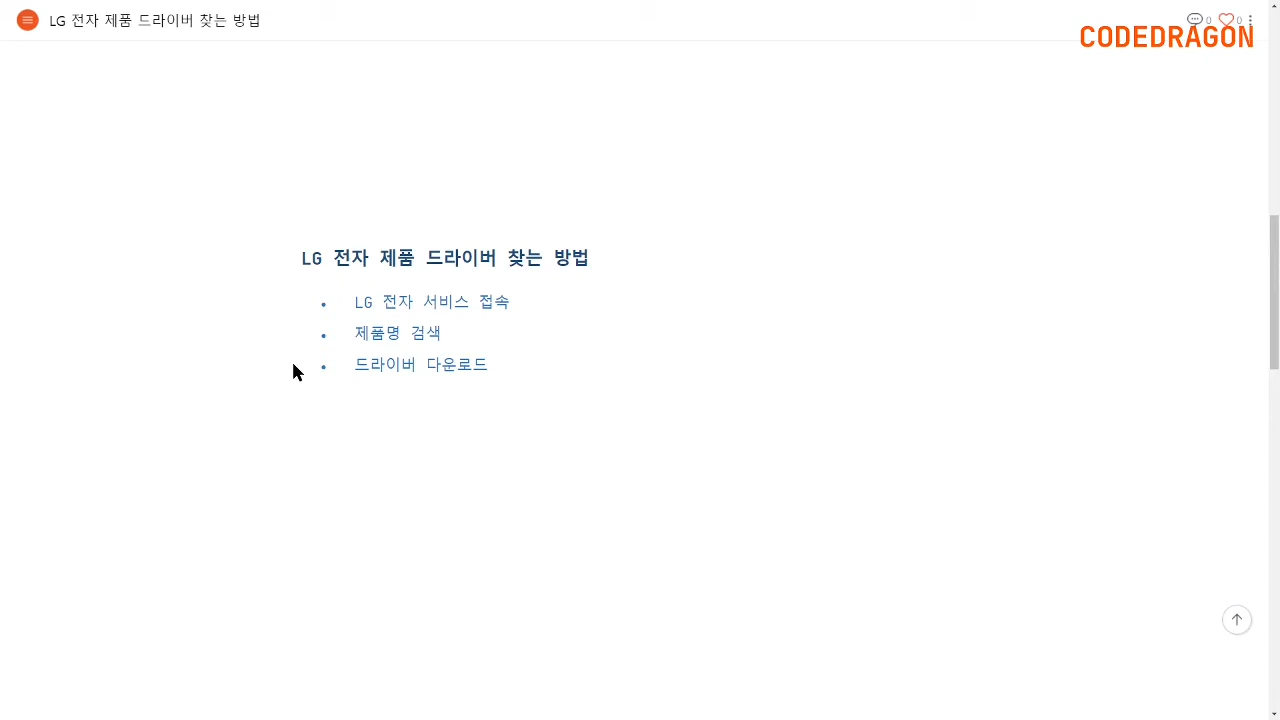 LG 전자 제품 드라이버 찾는 방법
0 0
CODEDRAGON
LG 전자 제품 드라이버 찾는 방법
• LG 전자 서비스 접속
• 제품명 검색
• 드라이버 다운로드